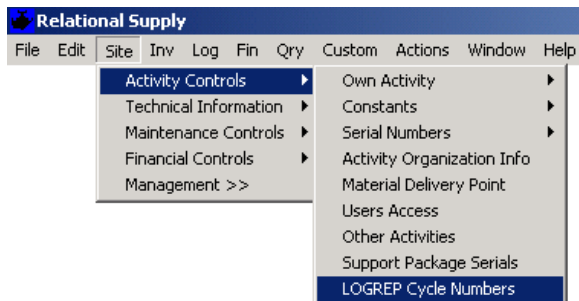 Relational Supply
File Edit Site Inv Log Fin Qry Custom Actions Window Help
Activity Controls
Technical Information
Maintenance Controls
Financial Controls
Management >>
Own Activity
Constants
Serial Numbers
Activity Organization Info
Material Delivery Point
Users Access
Other Activities
Support Package Serials
LOGREP Cycle Numbers